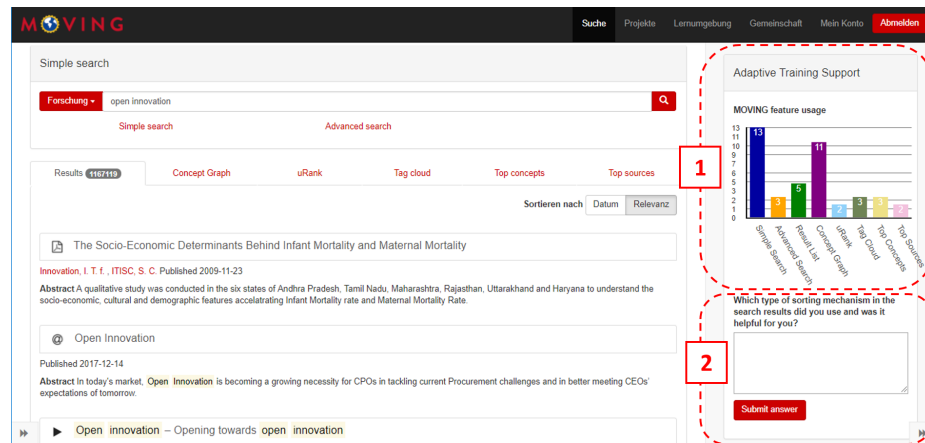 MOVING
Suche Projekte Lernumgebung Gemeinschaft Mein Konto Abmelden
Simple search
Forschung open innovation
Simple search Advanced search
Results 1167119 Concept Graph uRank Tag cloud Top concepts Top sources
Sortieren nach Datum Relevanz
The Socio-Economic Determinants Behind Infant Mortality and Maternal Mortality
Innovation, I. T. f. , ITISC, S. C. Published 2009-11-23
Abstract A qualitative study was conducted in the six states of Andhra Pradesh, Tamil Nadu, Maharashtra, Rajasthan, Uttarakhand and Haryana to understand the
socio-economic, cultural and demographic features accelatrating Infant Mortality rate and Maternal Mortality Rate.
@ Open Innovation
Published 2017-12-14
Abstract In today's market, Open Innovation is becoming a growing necessity for CPOs in tackling current Procurement challenges and in better meeting CEOs'
expectations of tomorrow.
Open innovation – Opening towards open innovation
1
Adaptive Training Support
MOVING feature usage
13
11
10
9
7
6
5
3
2
1
0
13 3 5 11 2 3 3 2
Simple Search
Advanced Search
Result List
Concept Graph
uRank
Tag Cloud
Top Concepts
Top Sources
2
Which type of sorting mechanism in the
search results did you use and was it
helpful for you?
Submit answer